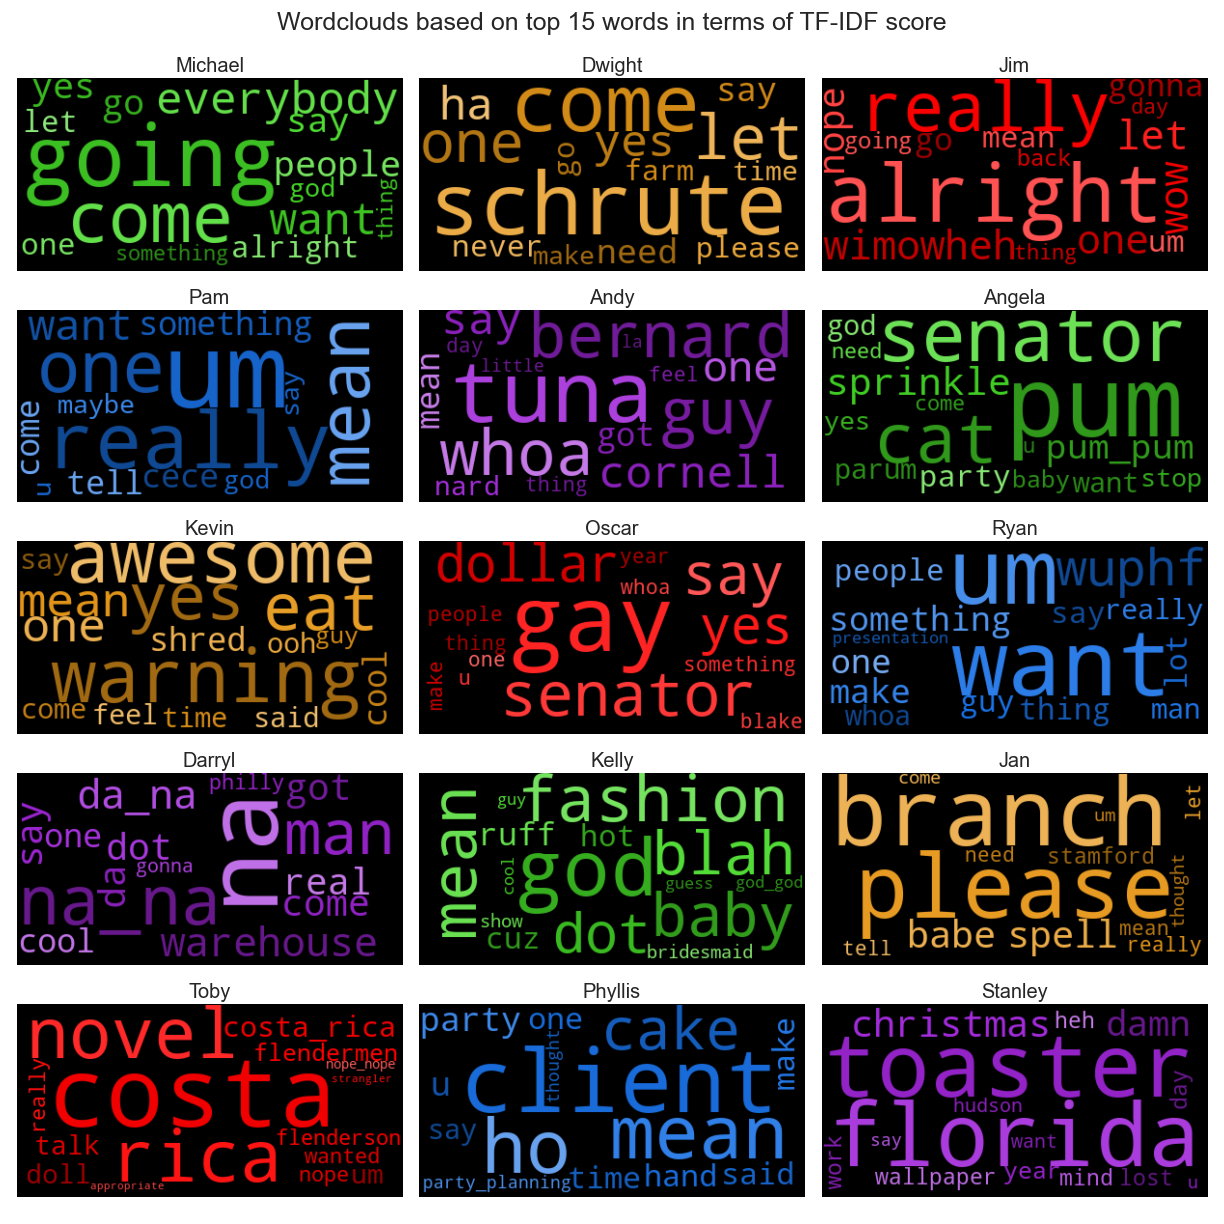 Wordclouds based on top 15 words in terms of TF-IDF score
Michael
yes go everybody
let say
going people
god
come want thing
one something alright
Dwight
ha come say
one go yes let
farm time
schrute
never make need please
Jim
nope really gonna
day
going go mean let
back
alright wow
wimowheh thing one um
Pam
want something mean
one um
maybe say
come really
u tell cece god
Andy
say bernard
day la
little feel one
mean tuna guy
whoa got
nard thing cornell
Angela
god senator
need
sprinkle pum
come
yes cat u pum_pum
parum party baby want stop
Kevin
say awesome
mean yes eat
one shred ooh guy
warning cool
come feel time said
Oscar
dollar year say
whoa
people gay yes
thing
one something
make u senator
blake
Ryan
people um wuphf
something say really
presentation
one want lot
make guy thing man
whoa
Darryl
da_na philly got
say one dot na man
gonna
da real
na_na come
cool warehouse
Kelly
mean guy fashion
ruff hot blah
cool god guess god_god
show baby
cuz dot bridesmaid
Jan
come let
branch um
need stamford
please thought
babe spell mean
tell really
Toby
novel costa_rica
flendermen
nope_nope
really costa strangler
talk rica flenderson
wanted
doll nope um
appropriate
Phyllis
party one cake make
thought
u client
say ho mean
party_planning time hand said
Stanley
christmas heh damn
toaster day
hudson
florida
say want
work wallpaper year mind lost u